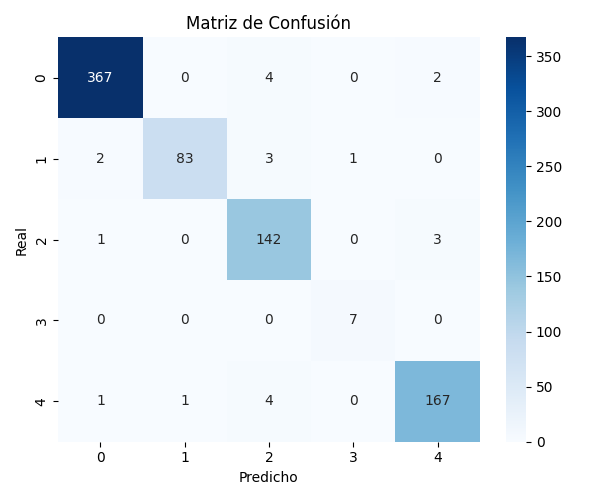 Matriz de Confusión
Real
0 367 0 4 0 2
1 2 83 3 1 0
2 1 0 142 0 3
3 0 0 0 7 0
4 1 1 4 0 167
0 1 2 3 4
Predicho
350
300
250
200
150
100
50
0